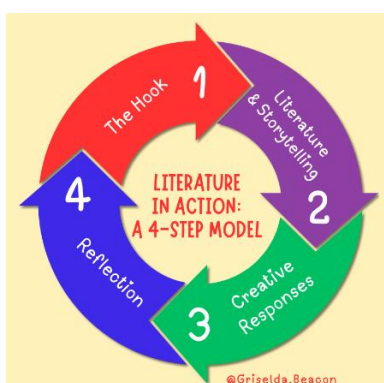 The Hook
1
Literature
& Storytelling
2
Creative
Responses
3
Reflection
4
LITERATURE
IN ACTION:
A 4-STEP MODEL
@Griselda.Beacon